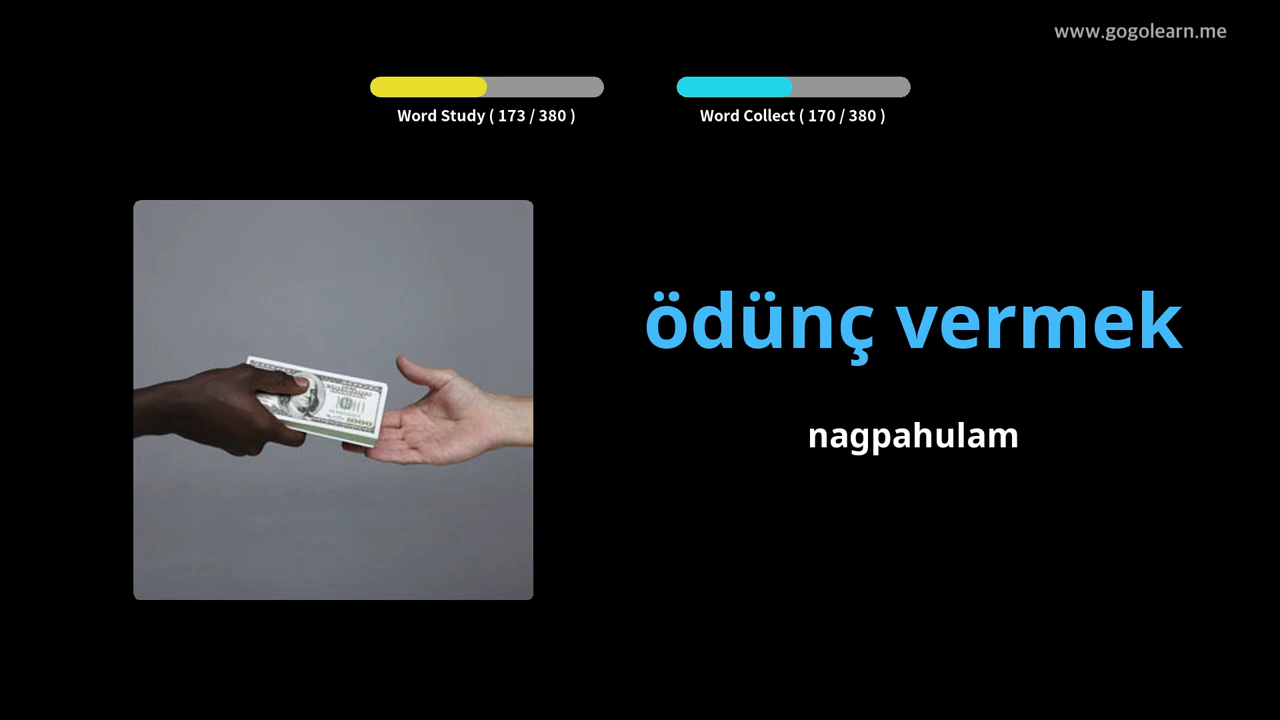 www.gogolearn.me
Word Study ( 173 / 380 )
Word Collect ( 170 / 380 )
ödünç vermek
nagpahulam